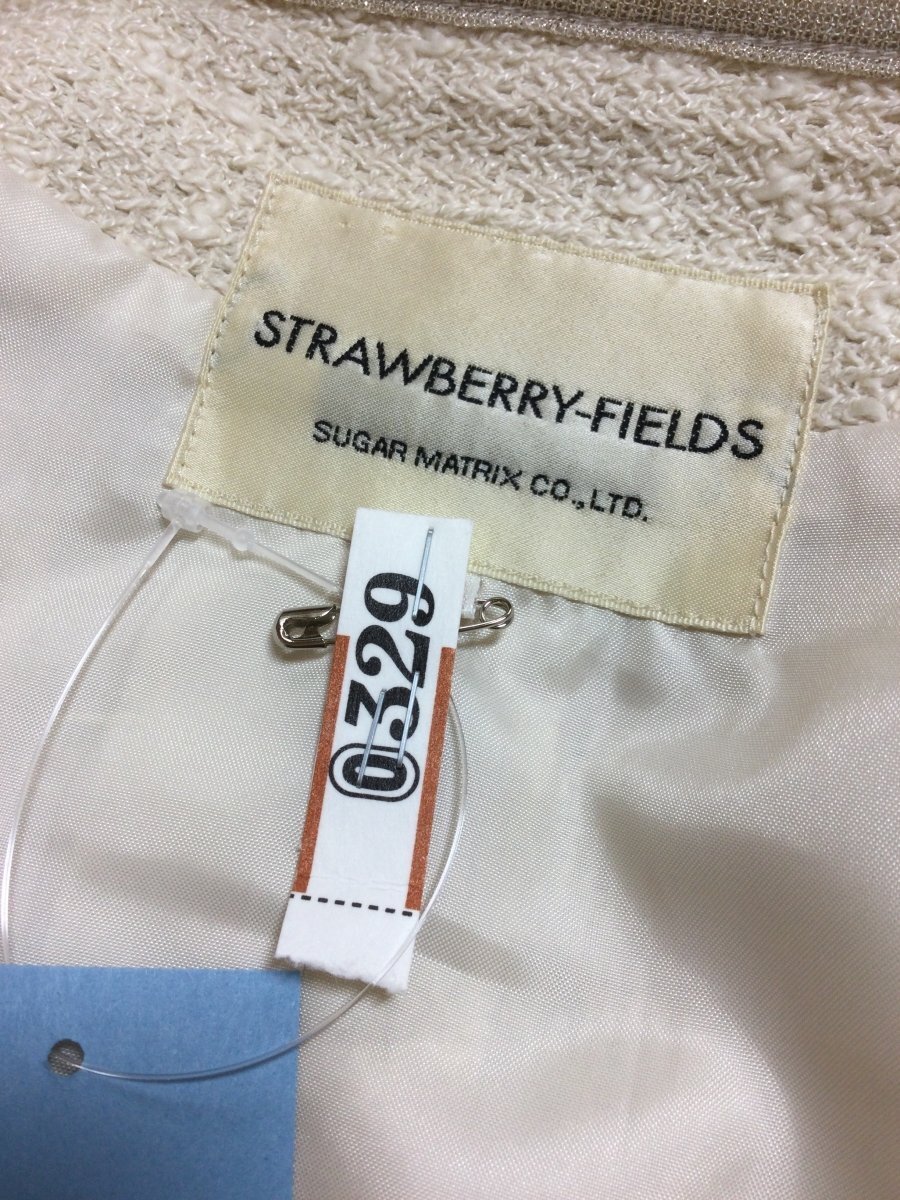 STRAWBERRY-FIELDS
SUGAR MATRIX CO.,LTD.
0329